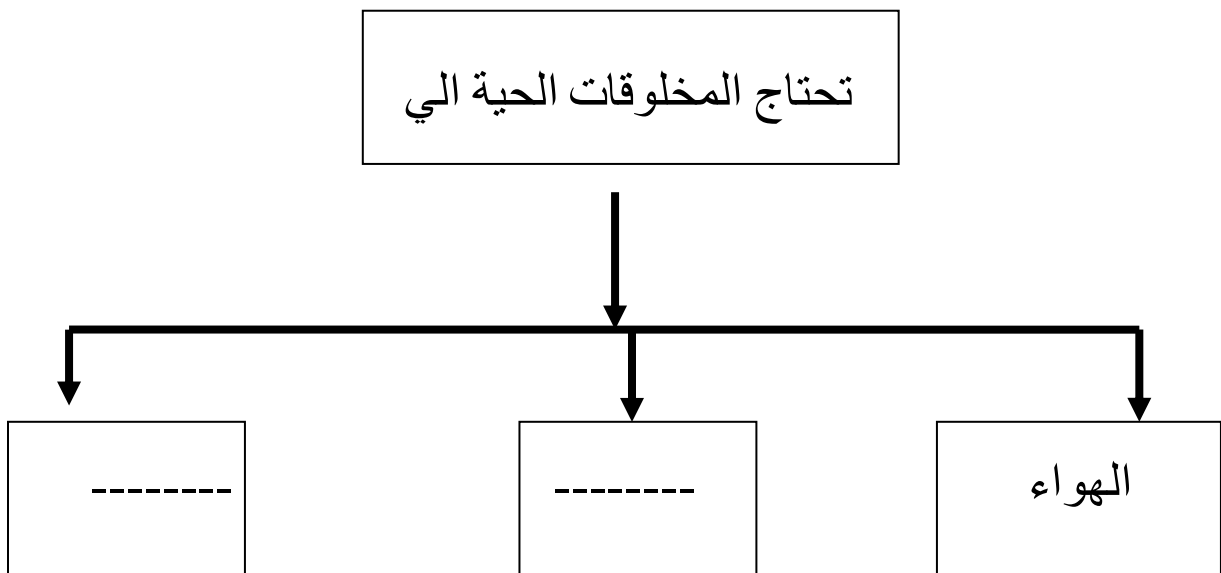 تحتاج المخلوقات الحية الي
الهواء
--------
--------